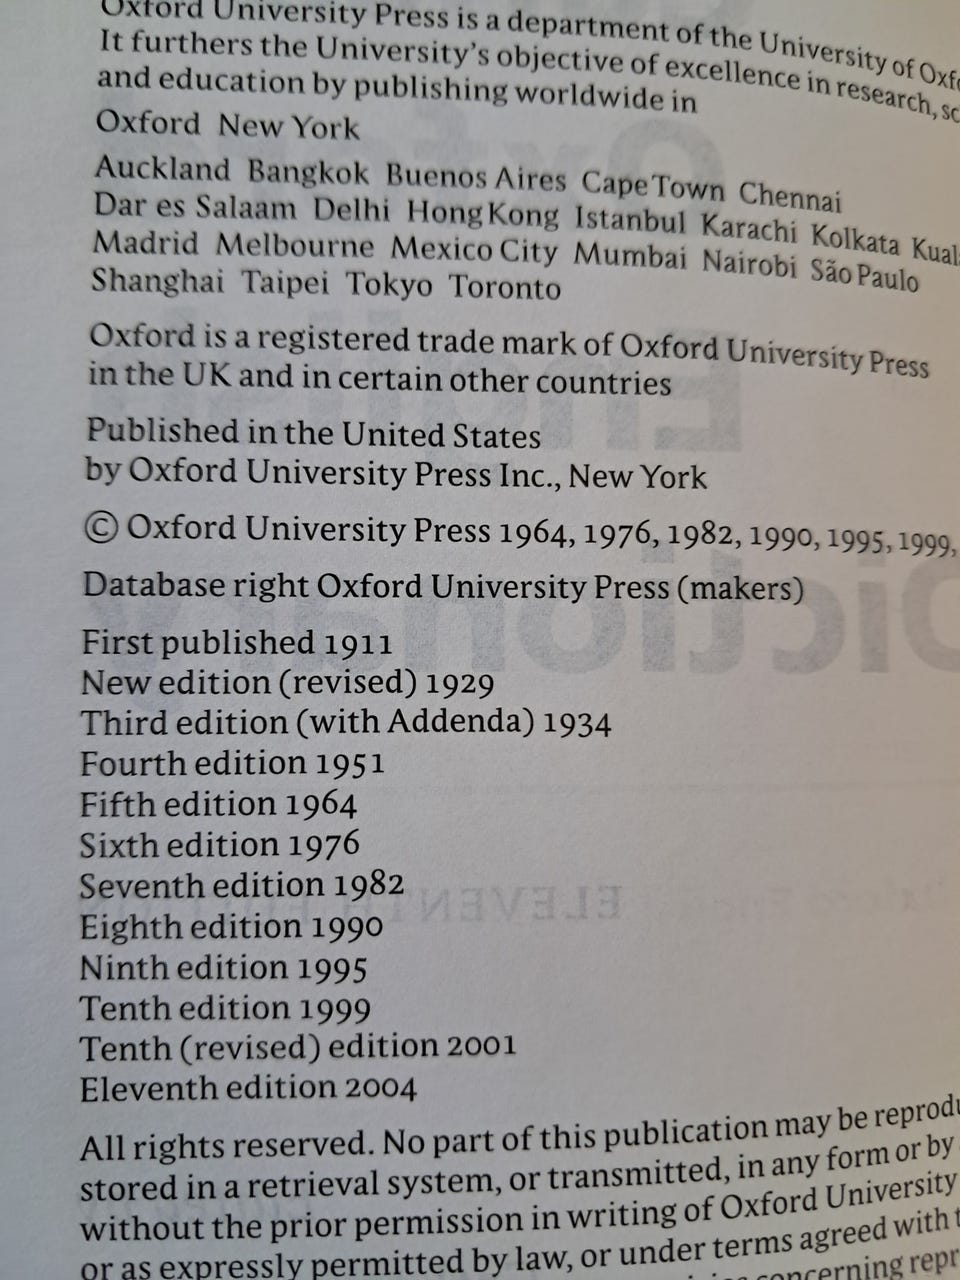 Oxford University Press is a department of the University of Oxf
It furthers the University's objective of excellence in research, sc
and education by publishing worldwide in
Oxford New York
Auckland Bangkok Buenos Aires Cape Town Chennai
Dar es Salaam Delhi Hong Kong Istanbul Karachi Kolkata Kual
Madrid Melbourne Mexico City Mumbai Nairobi São Paulo
Shanghai Taipei Tokyo Toronto
Oxford is a registered trade mark of Oxford University Press
in the UK and in certain other countries
Published in the United States
by Oxford University Press Inc., New York
© Oxford University Press 1964, 1976, 1982, 1990, 1995, 1999,
Database right Oxford University Press (makers)
First published 1911
New edition (revised) 1929
Third edition (with Addenda) 1934
Fourth edition 1951
Fifth edition 1964
Sixth edition 1976
Seventh edition 1982
Eighth edition 1990
Ninth edition 1995
Tenth edition 1999
Tenth (revised) edition 2001
Eleventh edition 2004
All rights reserved. No part of this publication may be reprodu
stored in a retrieval system, or transmitted, in any form or by
without the prior permission in writing of Oxford University
or as expressly permitted by law, or under terms agreed with t
concerning repr